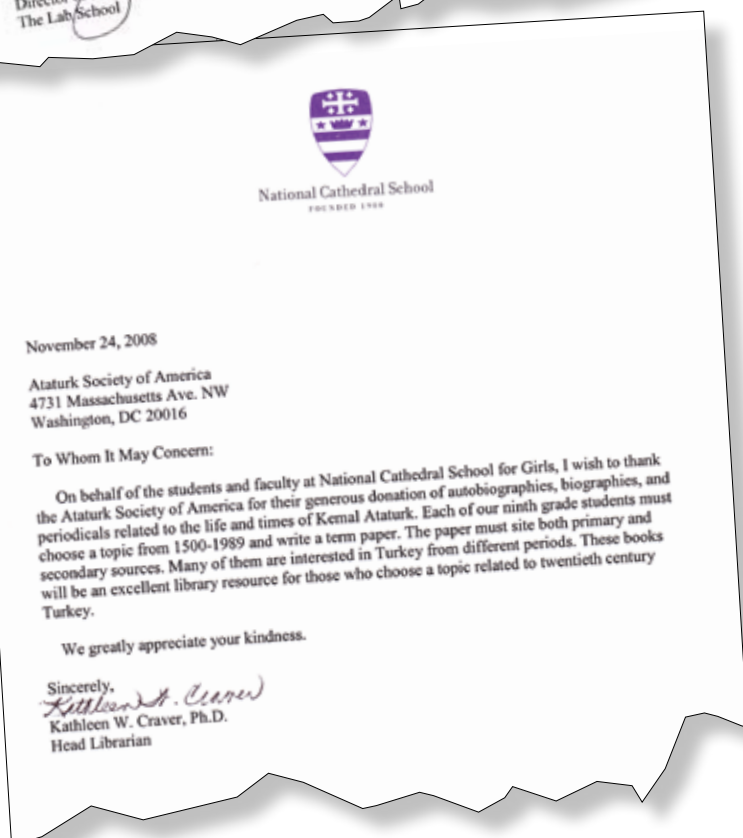 Director
The Lab School
National Cathedral School
FOUNDED 1900
November 24, 2008
Ataturk Society of America
4731 Massachusetts Ave. NW
Washington, DC 20016
To Whom It May Concern:
On behalf of the students and faculty at National Cathedral School for Girls, I wish to thank
the Ataturk Society of America for their generous donation of autobiographies, biographies, and
periodicals related to the life and times of Kemal Ataturk. Each of our ninth grade students must
choose a topic from 1500-1989 and write a term paper. The paper must site both primary and
secondary sources. Many of them are interested in Turkey from different periods. These books
will be an excellent library resource for those who choose a topic related to twentieth century
Turkey.
We greatly appreciate your kindness.
Sincerely,
Kathleen W. Craver
Kathleen W. Craver, Ph.D.
Head Librarian